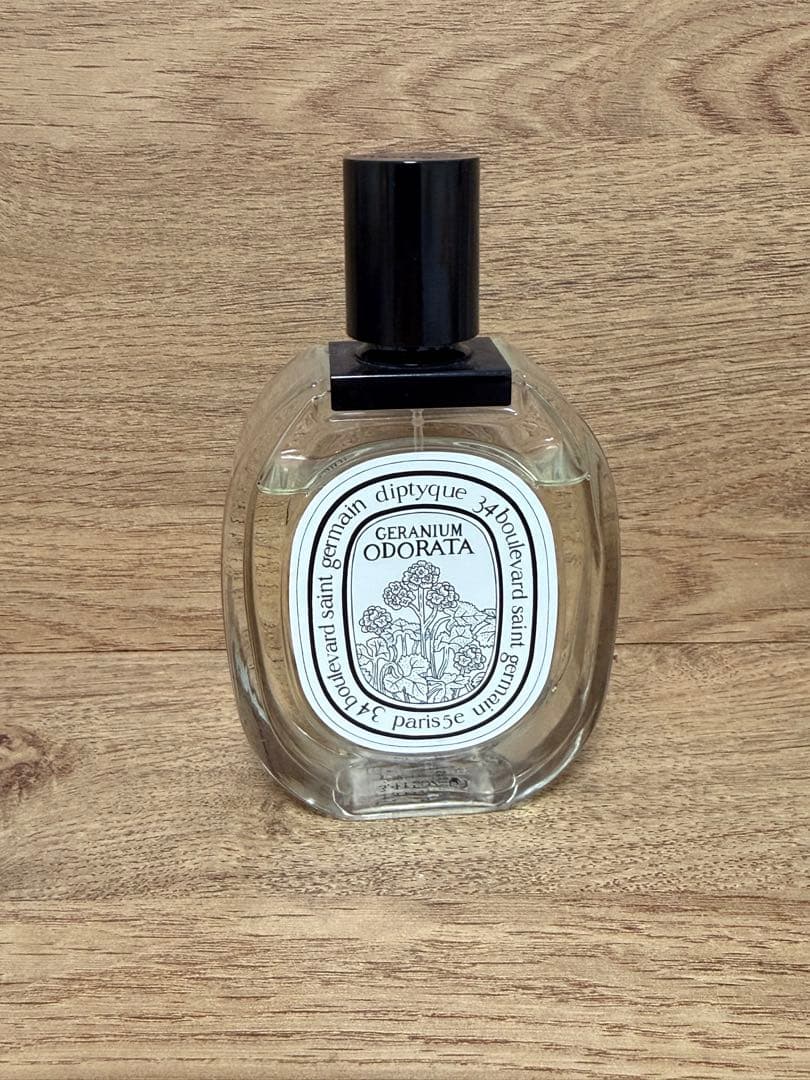 diptyque 34 boulevard saint germain paris 5e 34 boulevard saint germain
GERANIUM
ODORATA